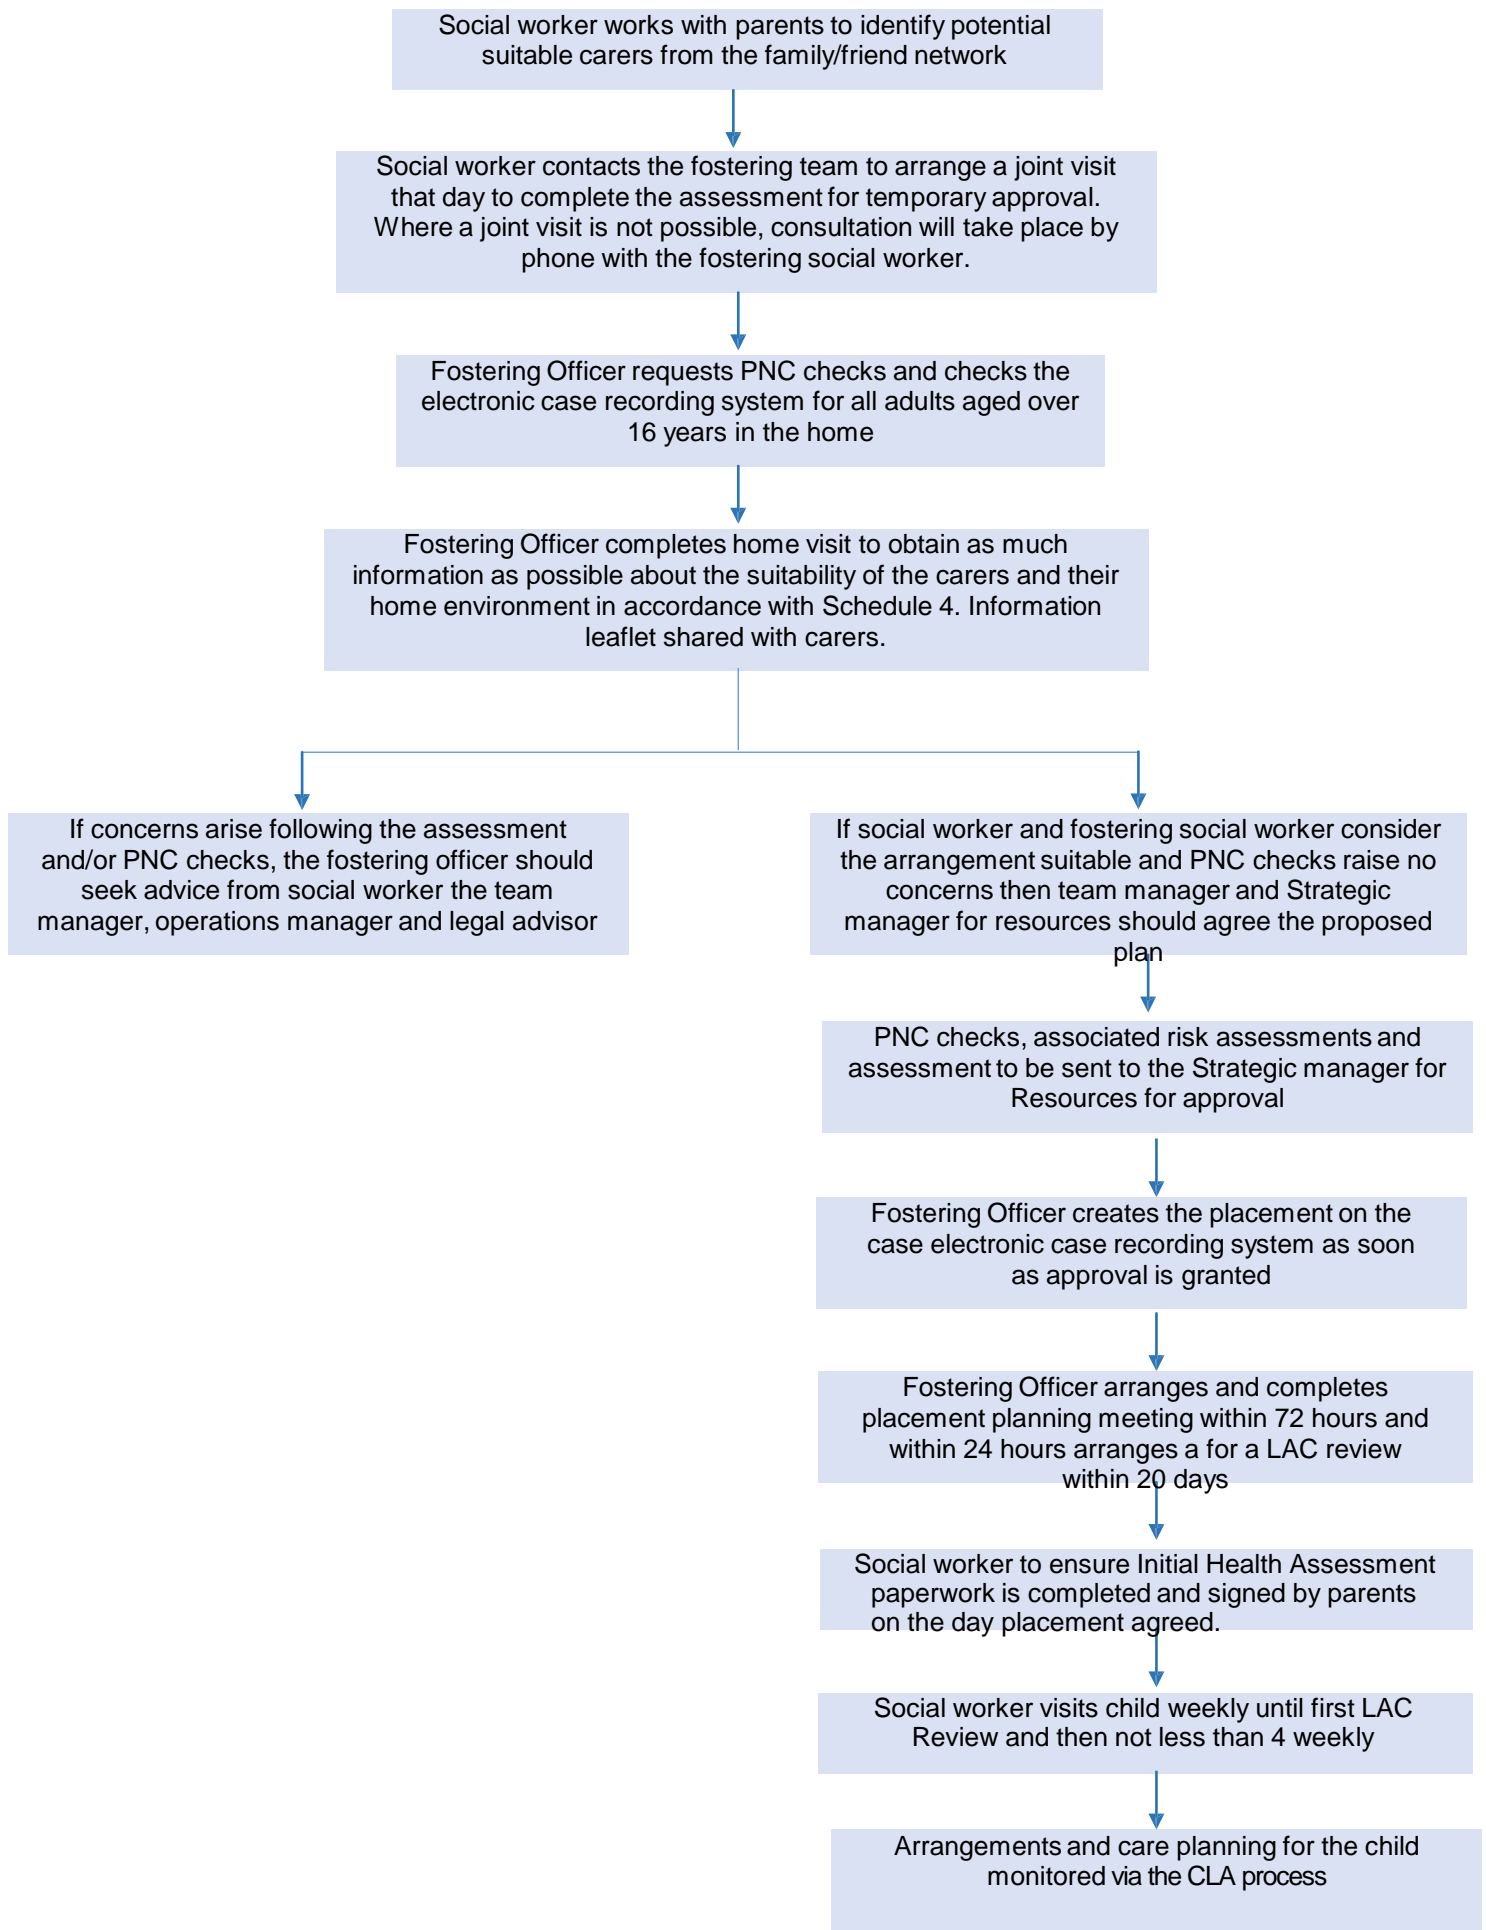 Social worker works with parents to identify potential
suitable carers from the family/friend network
Social worker contacts the fostering team to arrange a joint visit
that day to complete the assessment for temporary approval.
Where a joint visit is not possible, consultation will take place by
phone with the fostering social worker.
Fostering Officer requests PNC checks and checks the
electronic case recording system for all adults aged over
16 years in the home
Fostering Officer completes home visit to obtain as much
information as possible about the suitability of the carers and their
home environment in accordance with Schedule 4. Information
leaflet shared with carers.
If concerns arise following the assessment
and/or PNC checks, the fostering officer should
seek advice from social worker the team
manager, operations manager and legal advisor
If social worker and fostering social worker consider
the arrangement suitable and PNC checks raise no
concerns then team manager and Strategic
manager for resources should agree the proposed
plan
PNC checks, associated risk assessments and
assessment to be sent to the Strategic manager for
Resources for approval
Fostering Officer creates the placement on the
case electronic case recording system as soon
as approval is granted
Fostering Officer arranges and completes
placement planning meeting within 72 hours and
within 24 hours arranges a for a LAC review
within 20 days
Social worker to ensure Initial Health Assessment
paperwork is completed and signed by parents
on the day placement agreed.
Social worker visits child weekly until first LAC
Review and then not less than 4 weekly
Arrangements and care planning for the child
monitored via the CLA process